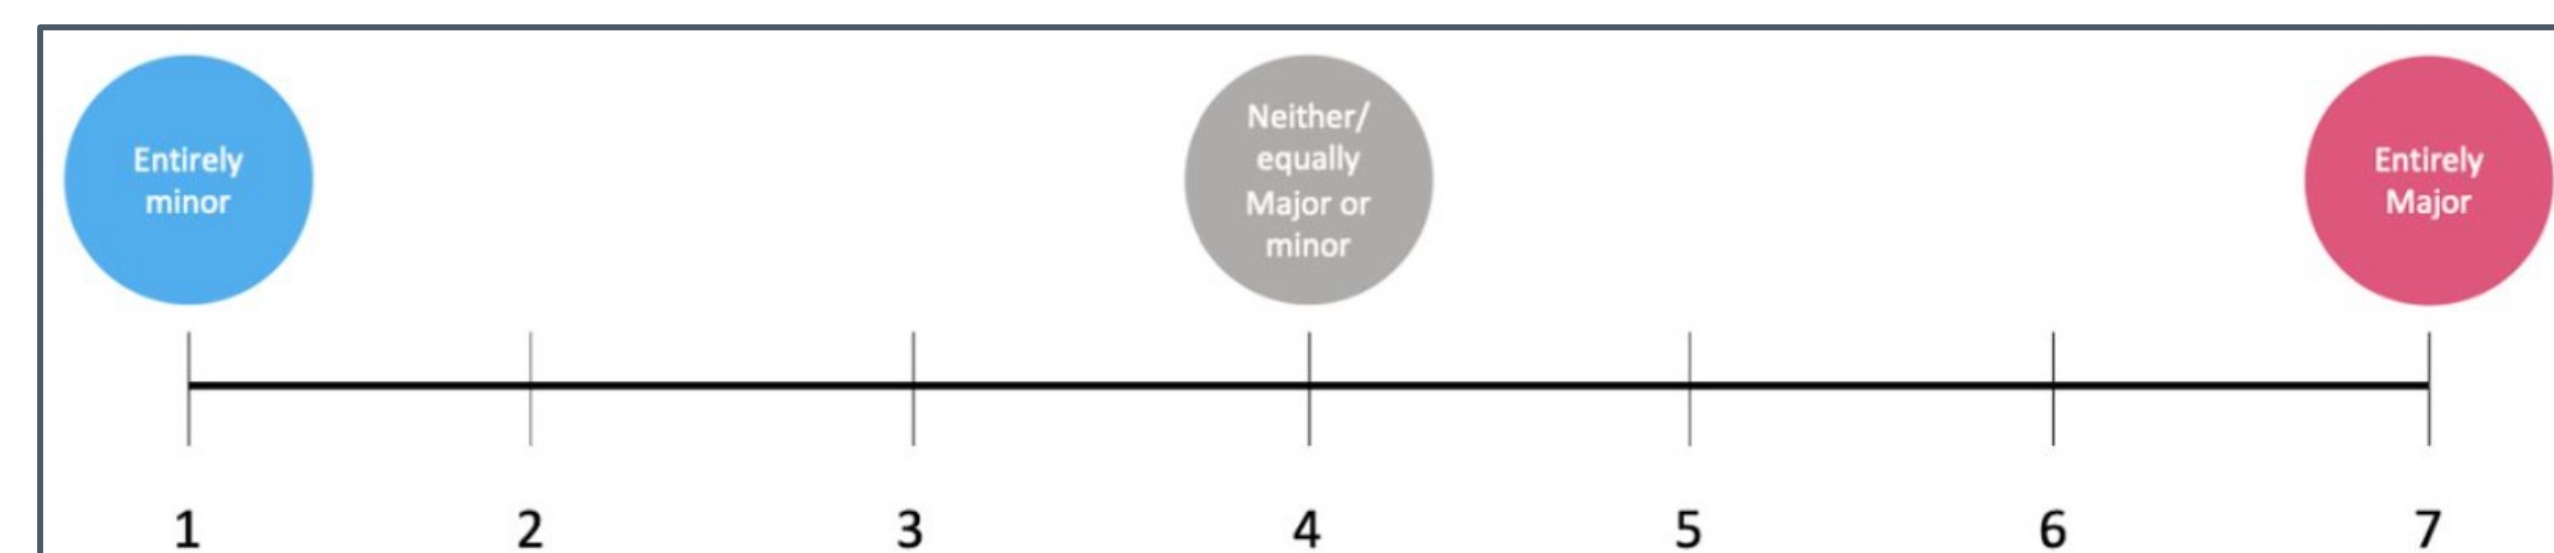 Entirely
minor
Neither/
equally
Major or
minor
Entirely
Major
1 2 3 4 5 6 7